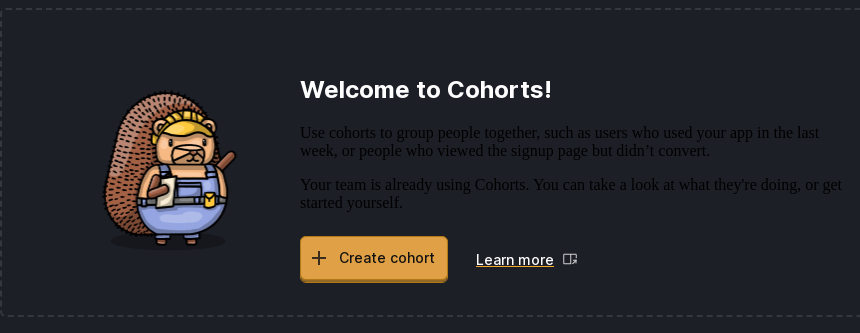 Welcome to Cohorts!
Use cohorts to group people together, such as users who used your app in the last
week, or people who viewed the signup page but didn’t convert.
Your team is already using Cohorts. You can take a look at what they're doing, or get
started yourself.
Create cohort
Learn more